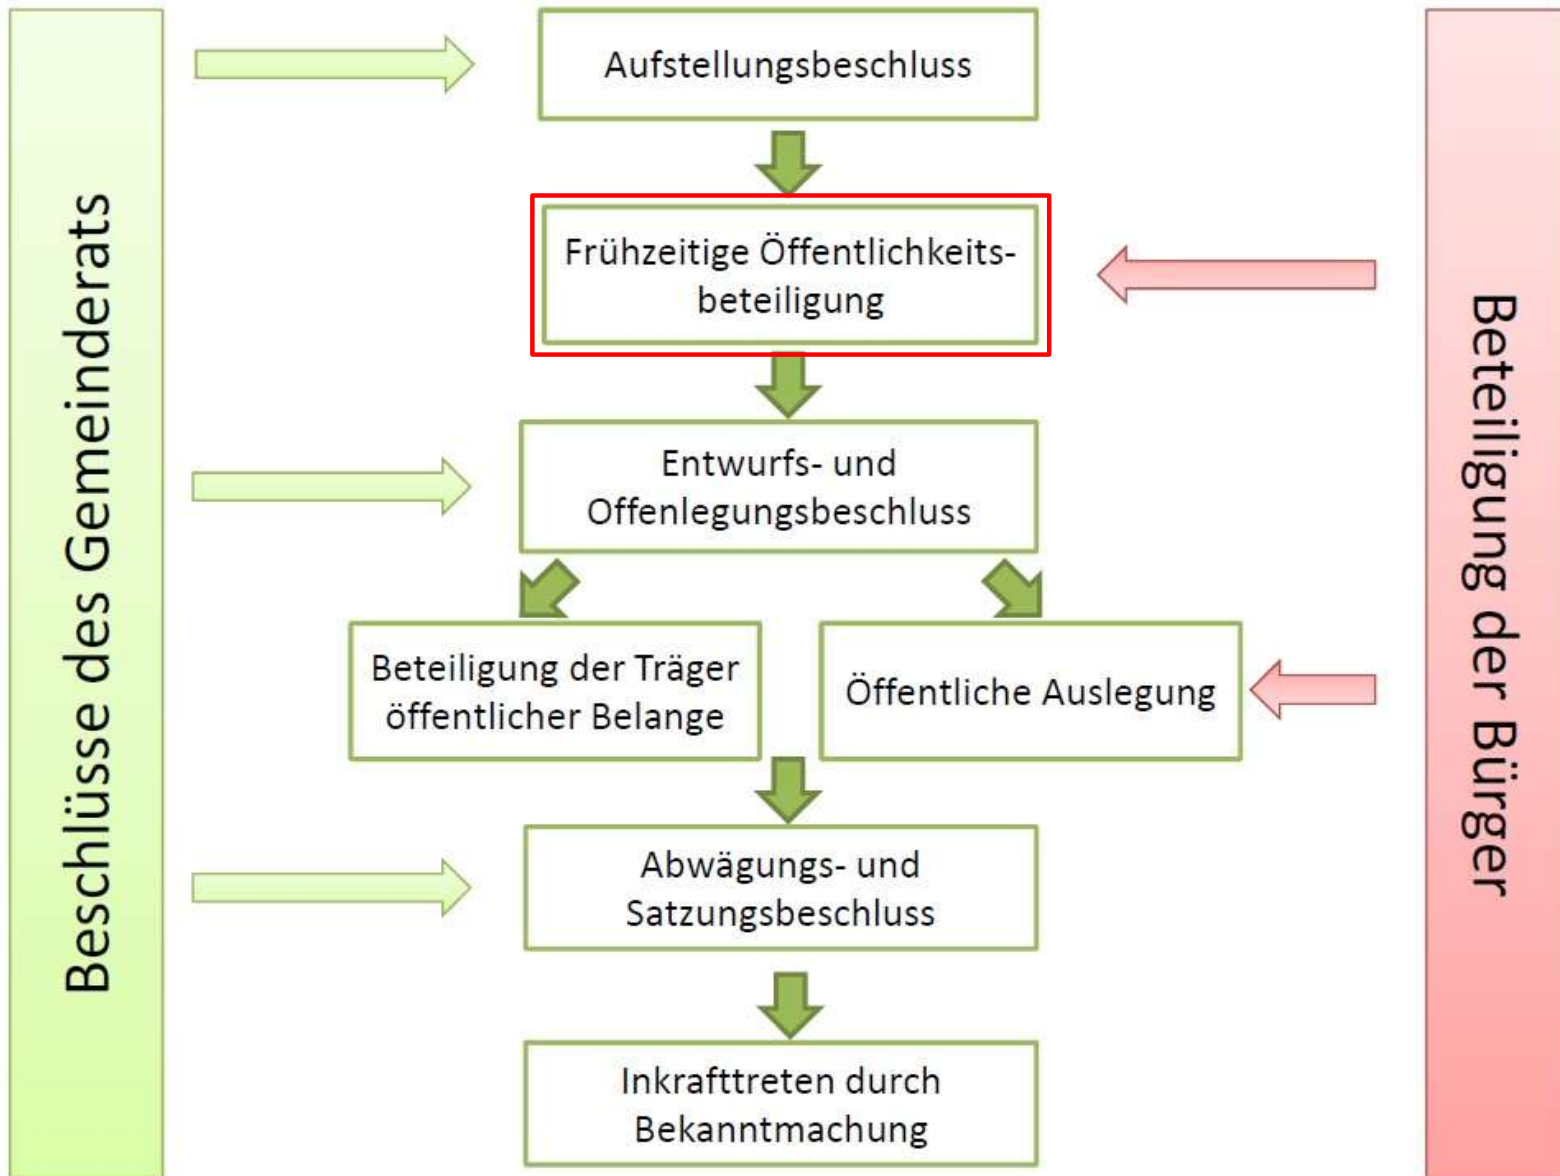 Beschlüsse des Gemeinderats
Aufstellungsbeschluss
Frühzeitige Öffentlichkeits-
beteiligung
Entwurfs- und
Offenlegungsbeschluss
Beteiligung der Träger
öffentlicher Belange
Öffentliche Auslegung
Abwägungs- und
Satzungsbeschluss
Inkrafttreten durch
Bekanntmachung
Beteiligung der Bürger